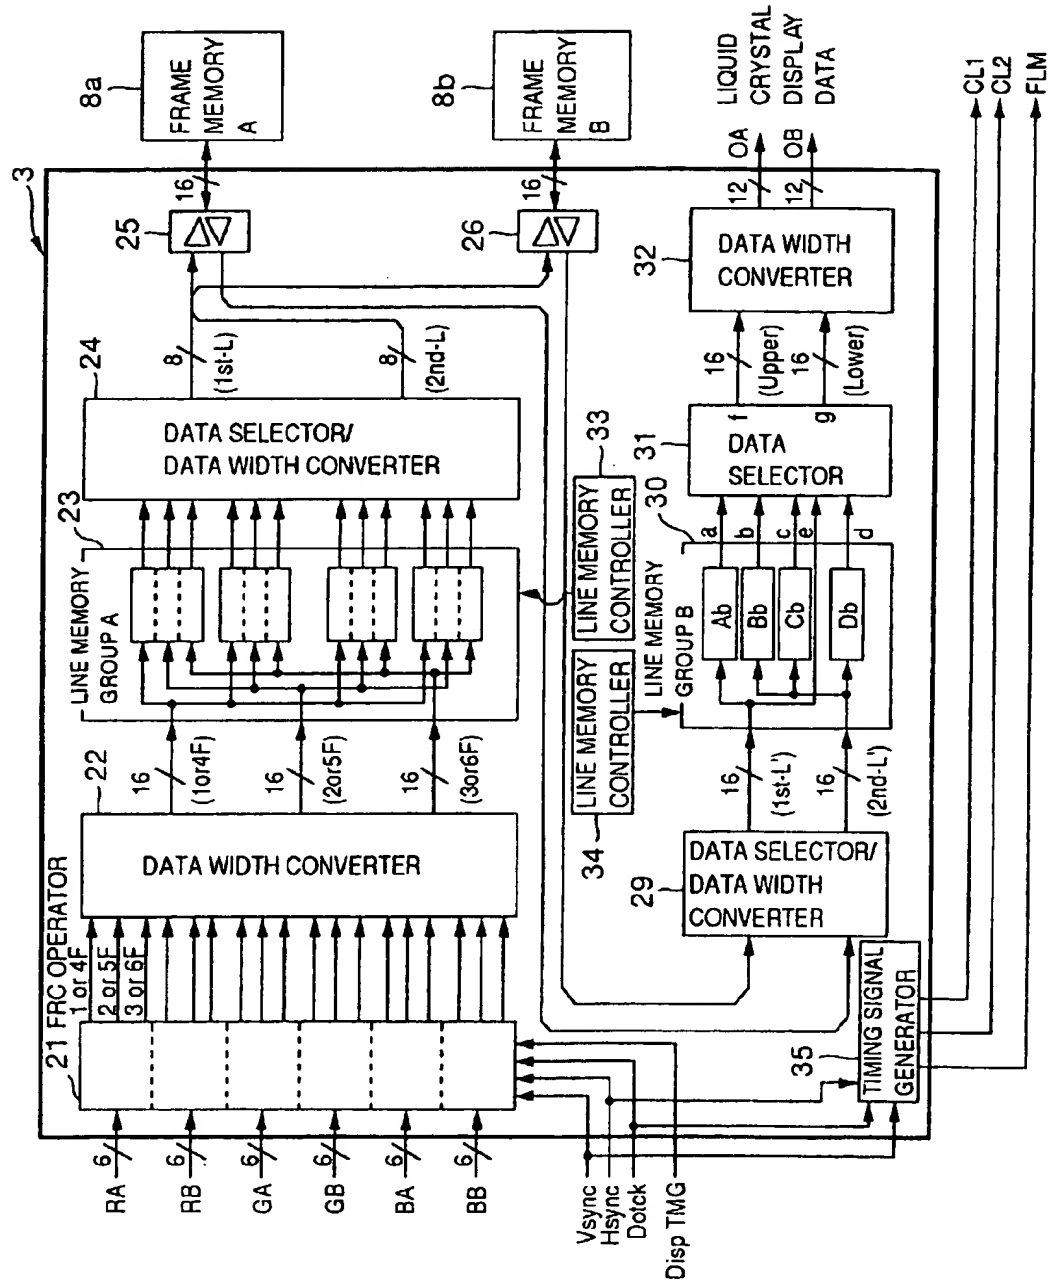 3
21 FRC OPERATOR
1 or 4F
2 or 5F
3 or 6F
RA
6
RB
6
GA
6
GB
6
BA
6
BB
6
Vsync
Hsync
Dotck
Disp TMG
22
DATA WIDTH CONVERTER
16
(1or4F)
16
(2or5F)
16
(3or6F)
LINE MEMORY
GROUP A
23
24
DATA SELECTOR/
DATA WIDTH CONVERTER
8
(1st-L)
8
(2nd-L)
25
16
8a
FRAME
MEMORY
A
26
16
8b
FRAME
MEMORY
B
33
LINE MEMORY
CONTROLLER
34
LINE MEMORY
CONTROLLER
29
DATA SELECTOR/
DATA WIDTH
CONVERTER
16
(1st-L')
16
(2nd-L')
LINE MEMORY
GROUP B
30
Ab
Bb
Cb
Db
a
b
c
e
d
31
DATA
SELECTOR
f
g
16
(Upper)
16
(Lower)
32
DATA WIDTH
CONVERTER
12
OA
12
OB
LIQUID
CRYSTAL
DISPLAY
DATA
35
TIMING SIGNAL
GENERATOR
CL1
CL2
FLM